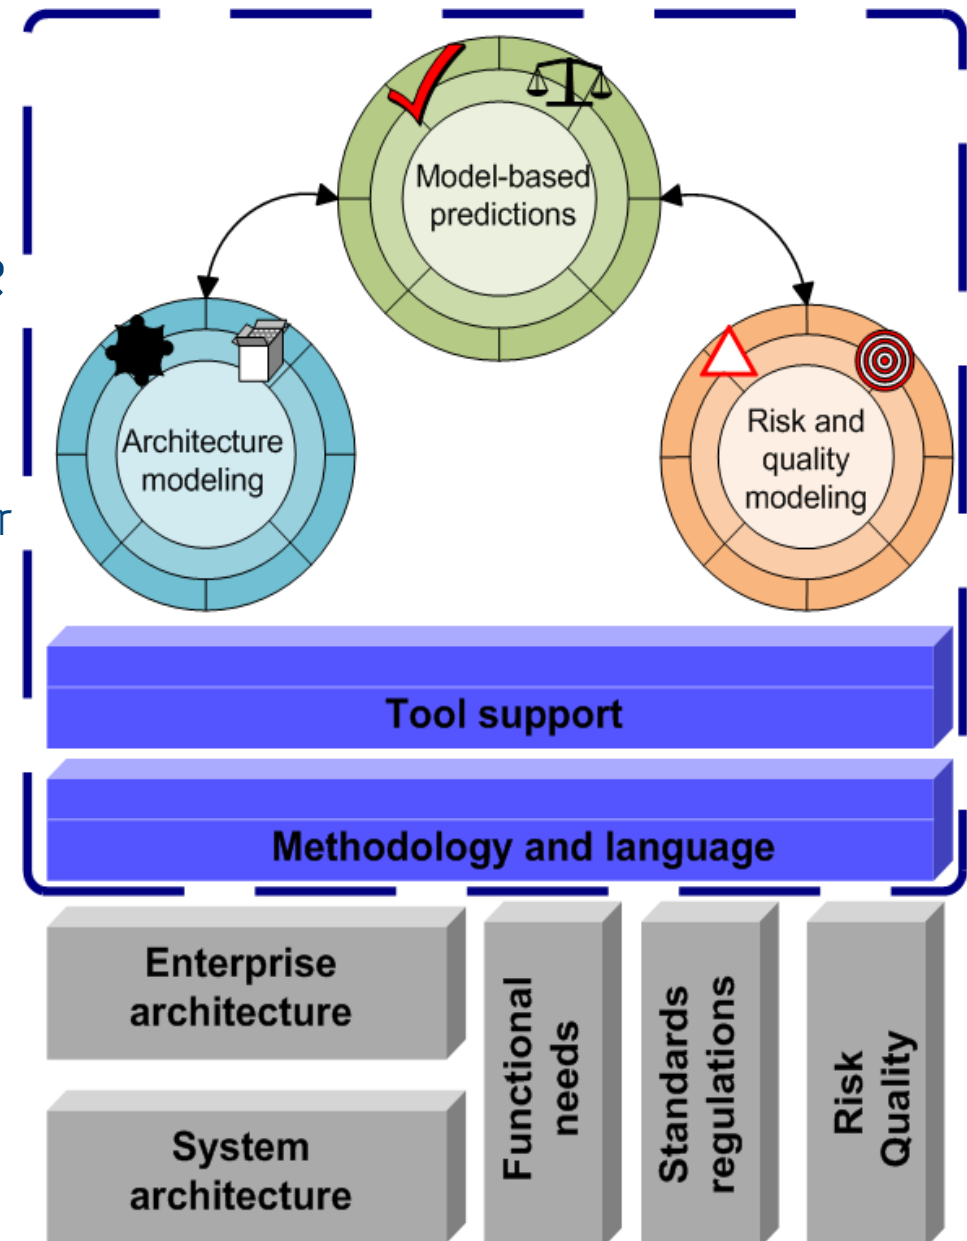 Model-based
predictions
Architecture
modeling
Risk and
quality
modeling
r
Tool support
Methodology and language
Enterprise
architecture
System
architecture
Functional
needs
Standards
regulations
Risk
Quality